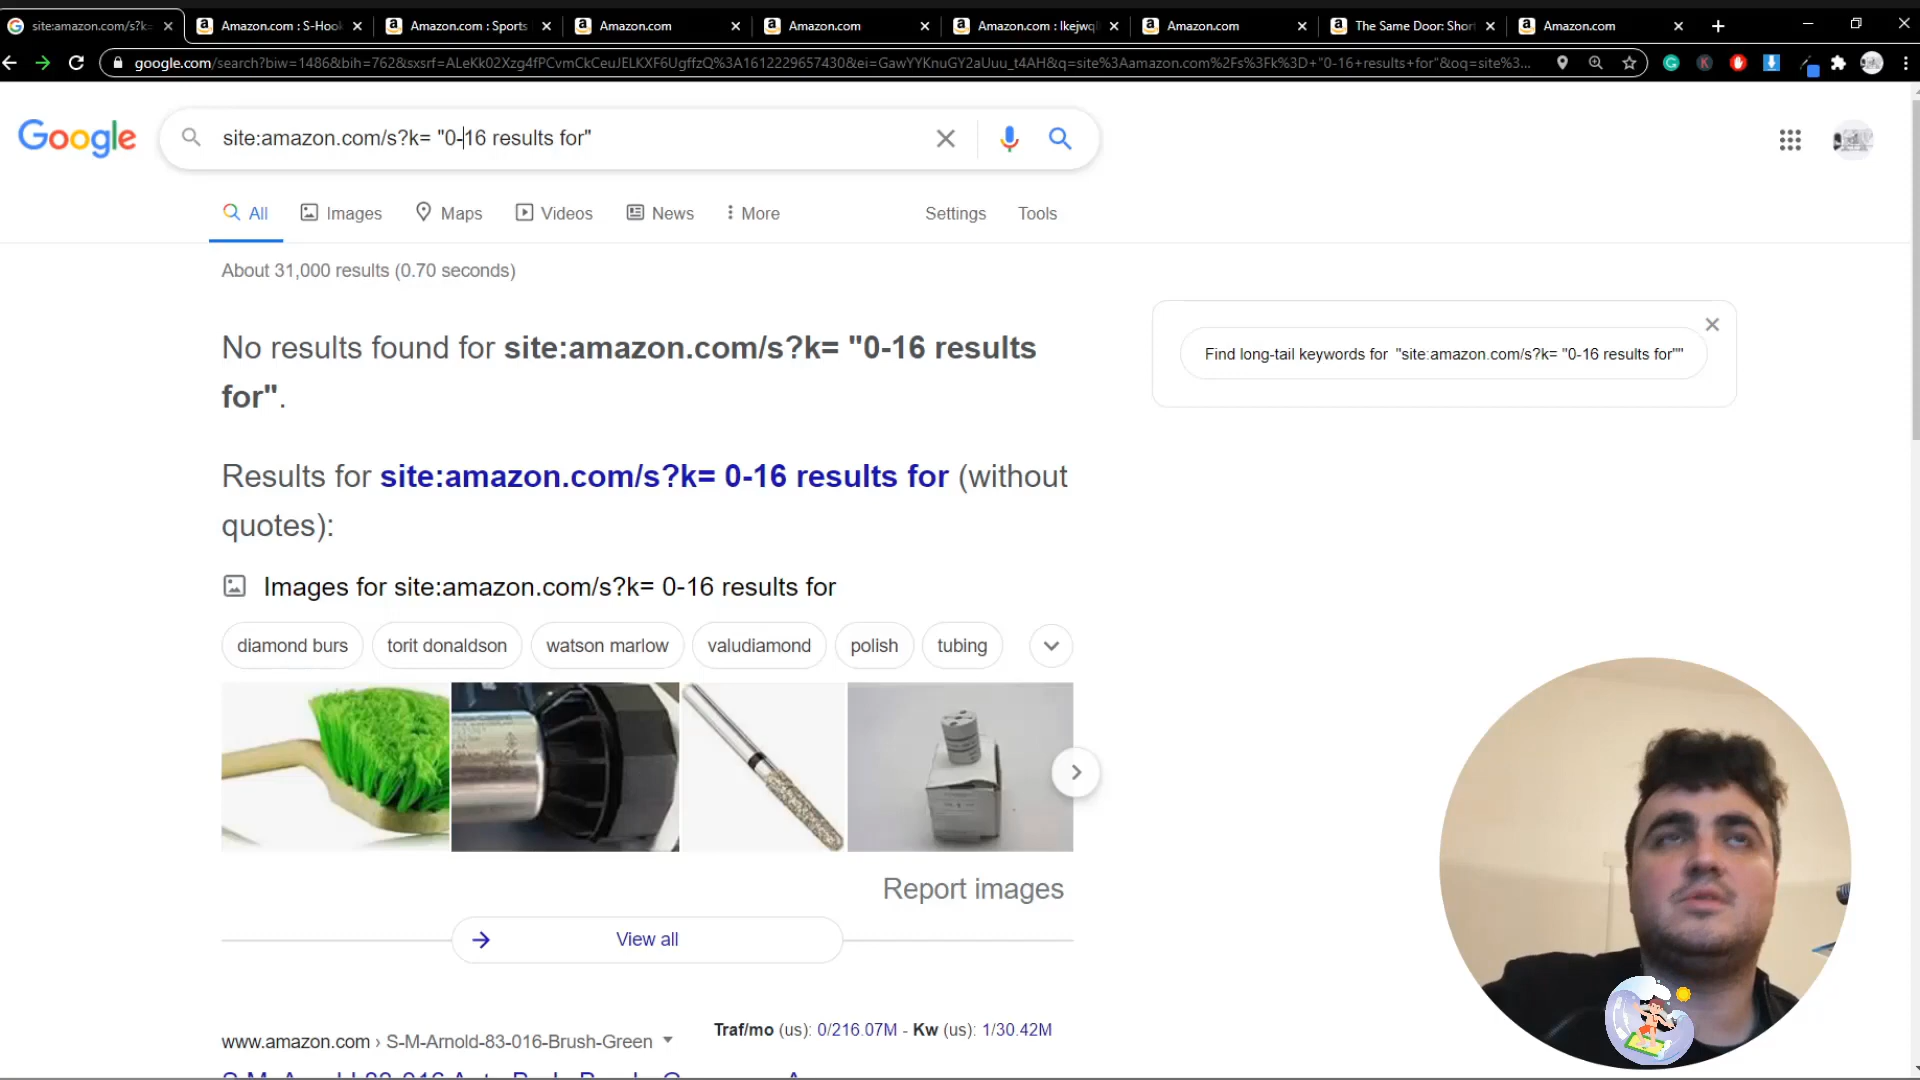 site:amazon.com/s?k=
Amazon.com : S-Hook
Amazon.com : Sports
Amazon.com
Amazon.com
Amazon.com : lkejwql
Amazon.com
The Same Door: Shor
Amazon.com
google.com/search?biw=1486&bih=762&sxsrf=ALeKk02Xzg4fPCvmCkCeuJELKXF6UgffzQ%3A1612229657430&ei=GawYYKnuGY2aUuu_t4AH&q=site%3Aamazon.com%2Fs%3Fk%3D+"0-16+results+for"&oq=site%3...
Google
site:amazon.com/s?k= "0-16 results for"
All Images Maps Videos News More Settings Tools
About 31,000 results (0.70 seconds)
No results found for site:amazon.com/s?k= "0-16 results
for".
Find long-tail keywords for "site:amazon.com/s?k= "0-16 results for""
Results for site:amazon.com/s?k= 0-16 results for (without
quotes):
Images for site:amazon.com/s?k= 0-16 results for
diamond burs torit donaldson watson marlow valudiamond polish tubing
Report images
View all
www.amazon.com › S-M-Arnold-83-016-Brush-Green
Traf/mo (us): 0/216.07M - Kw (us): 1/30.42M